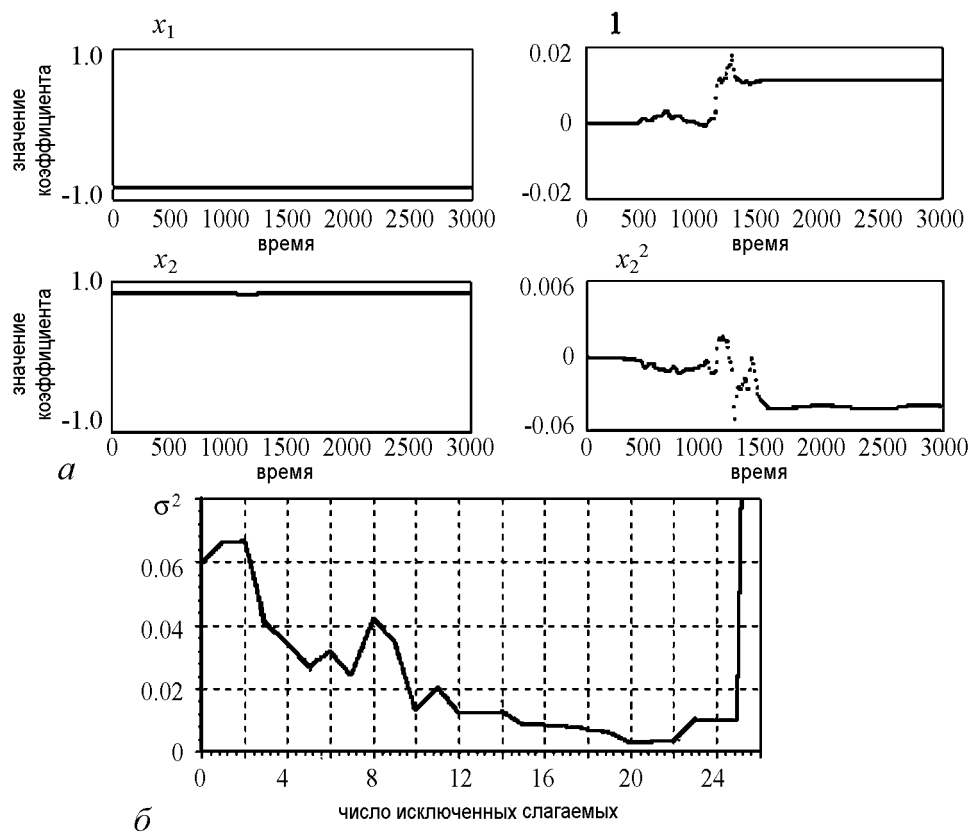 x₁
1.0
-1.0
значение
коэффициента
0 500 1000 1500 2000 2500 3000
время
1
0.02
0
-0.02
0 500 1000 1500 2000 2500 3000
время
x₂
1.0
-1.0
значение
коэффициента
0 500 1000 1500 2000 2500 3000
время
x₂²
0.006
0
-0.06
0 500 1000 1500 2000 2500 3000
время
а
σ²
0.06
0.04
0.02
0
0 4 8 12 16 20 24
число исключенных слагаемых
б